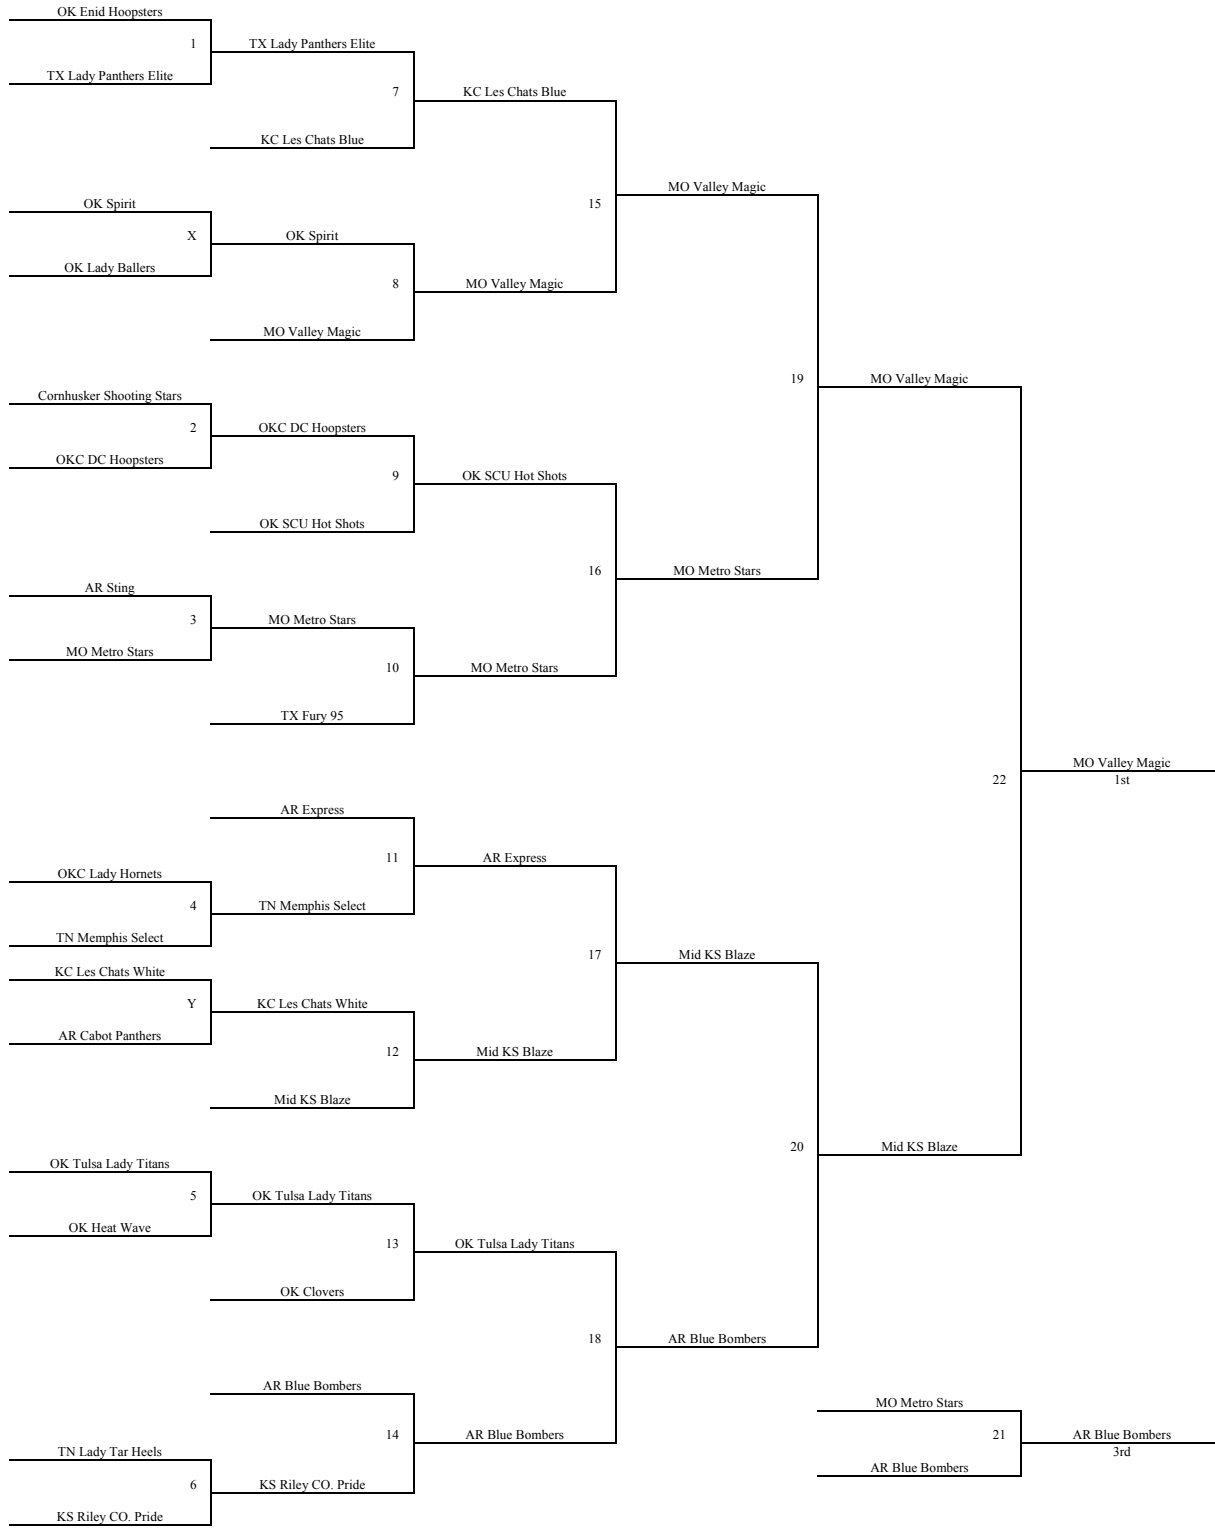 OK Enid Hoopsters
1
TX Lady Panthers Elite
TX Lady Panthers Elite
7
KC Les Chats Blue
KC Les Chats Blue
OK Spirit
X
OK Spirit
OK Lady Ballers
8
MO Valley Magic
MO Valley Magic
15
MO Valley Magic
Cornhusker Shooting Stars
2
OKC DC Hoopsters
OKC DC Hoopsters
9
OK SCU Hot Shots
OK SCU Hot Shots
AR Sting
3
MO Metro Stars
MO Metro Stars
10
MO Metro Stars
TX Fury 95
16
MO Metro Stars
19
MO Valley Magic
AR Express
11
AR Express
OKC Lady Hornets
4
TN Memphis Select
TN Memphis Select
KC Les Chats White
Y
KC Les Chats White
AR Cabot Panthers
12
Mid KS Blaze
Mid KS Blaze
17
Mid KS Blaze
OK Tulsa Lady Titans
5
OK Tulsa Lady Titans
OK Heat Wave
13
OK Tulsa Lady Titans
OK Clovers
AR Blue Bombers
14
AR Blue Bombers
TN Lady Tar Heels
6
KS Riley CO. Pride
KS Riley CO. Pride
18
AR Blue Bombers
20
Mid KS Blaze
22
MO Valley Magic
1st
MO Metro Stars
21
AR Blue Bombers
AR Blue Bombers
3rd